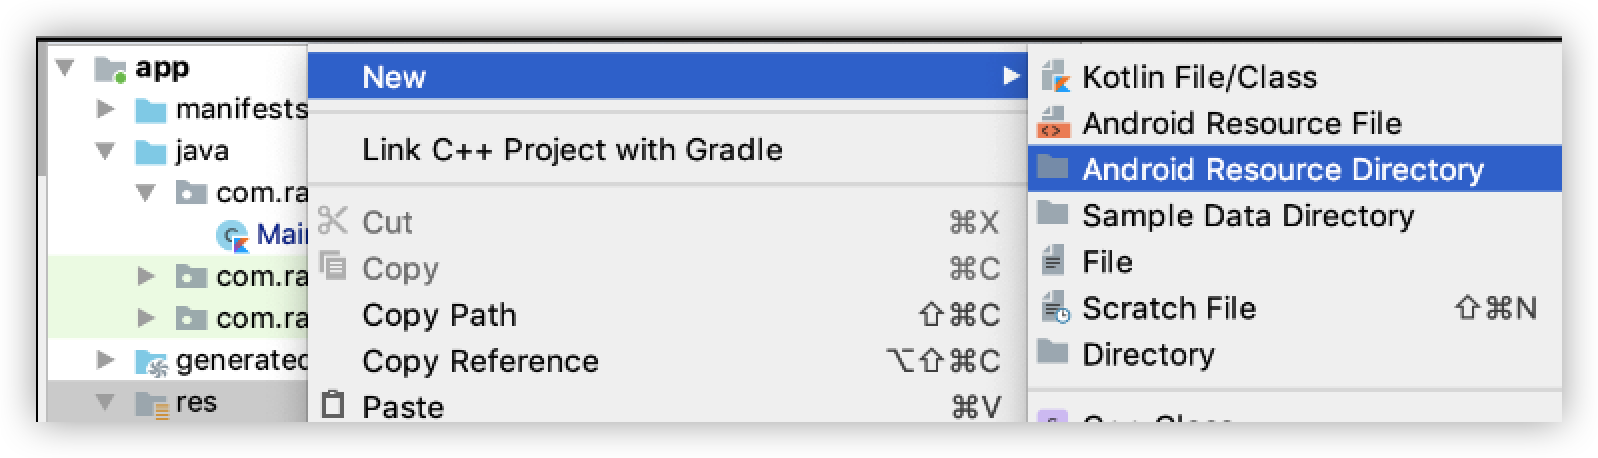 app
manifests
java
com.ra
Mai
com.ra
com.ra
generated
res
New
Link C++ Project with Gradle
Cut ⌘X
Copy ⌘C
Copy Path ⇧⌘C
Copy Reference ⌥⇧⌘C
Paste ⌘V
Kotlin File/Class
Android Resource File
Android Resource Directory
Sample Data Directory
File
Scratch File ⇧⌘N
Directory
C++ Class